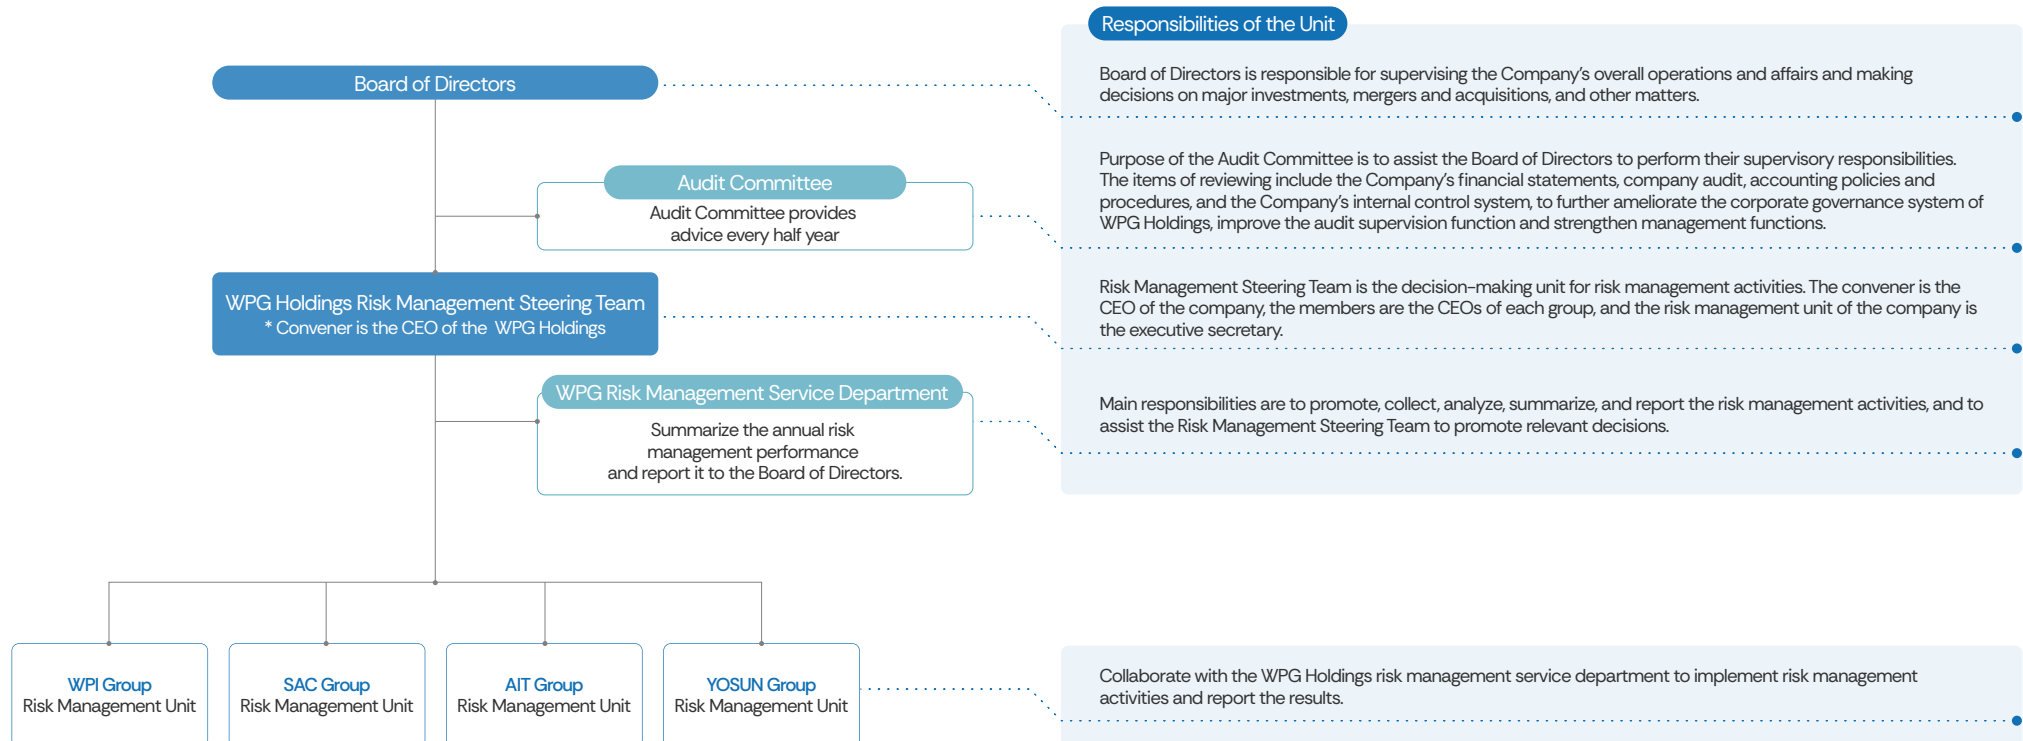 Responsibilities of the Unit
Board of Directors
Board of Directors is responsible for supervising the Company's overall operations and affairs and making
decisions on major investments, mergers and acquisitions, and other matters.
Audit Committee
Audit Committee provides
advice every half year
Purpose of the Audit Committee is to assist the Board of Directors to perform their supervisory responsibilities.
The items of reviewing include the Company's financial statements, company audit, accounting policies and
procedures, and the Company's internal control system, to further ameliorate the corporate governance system of
WPG Holdings, improve the audit supervision function and strengthen management functions.
WPG Holdings Risk Management Steering Team
* Convener is the CEO of the WPG Holdings
Risk Management Steering Team is the decision-making unit for risk management activities. The convener is the
CEO of the company, the members are the CEOs of each group, and the risk management unit of the company is
the executive secretary.
WPG Risk Management Service Department
Summarize the annual risk
management performance
and report it to the Board of Directors.
Main responsibilities are to promote, collect, analyze, summarize, and report the risk management activities, and to
assist the Risk Management Steering Team to promote relevant decisions.
WPI Group
Risk Management Unit
SAC Group
Risk Management Unit
AIT Group
Risk Management Unit
YOSUN Group
Risk Management Unit
Collaborate with the WPG Holdings risk management service department to implement risk management
activities and report the results.